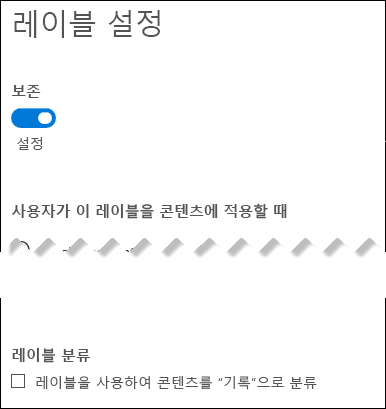 레이블 설정
보존
설정
사용자가 이 레이블을 콘텐츠에 적용할 때
레이블 분류
레이블을 사용하여 콘텐츠를 "기록"으로 분류